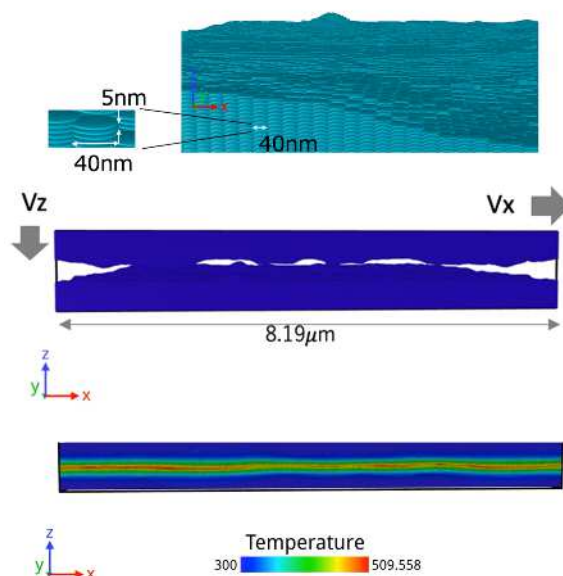 5nm
40nm
40nm
x
Vz
Vx
8.19μm
z
y
x
z
y
x
Temperature
300
509.558